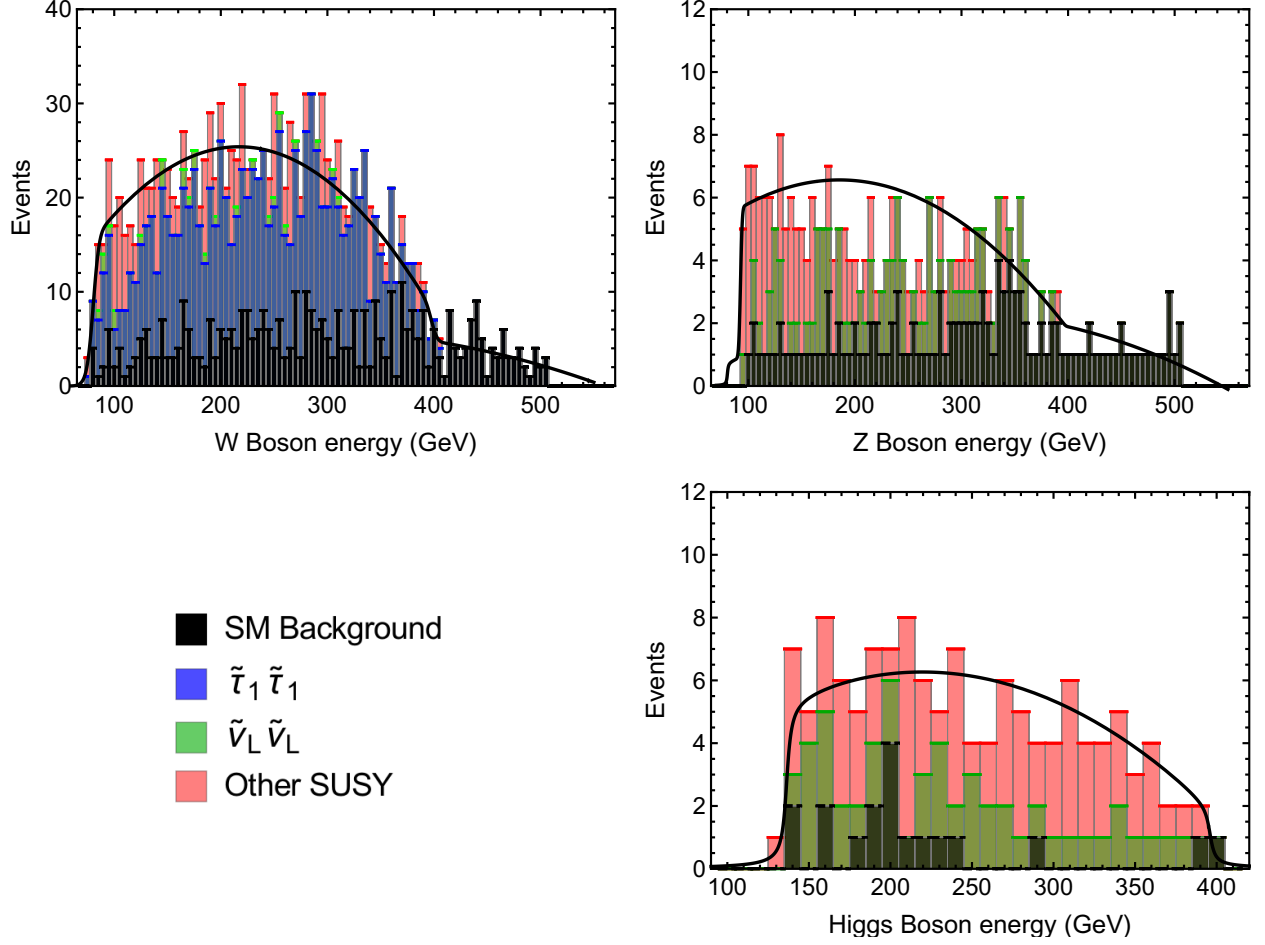 40
30
20
10
0
Events
100 200 300 400 500
W Boson energy (GeV)
12
10
8
6
4
2
0
Events
100 200 300 400 500
Z Boson energy (GeV)
SM Background
τ̃₁ τ̃₁
ṽL ṽL
Other SUSY
12
10
8
6
4
2
0
Events
100 150 200 250 300 350 400
Higgs Boson energy (GeV)